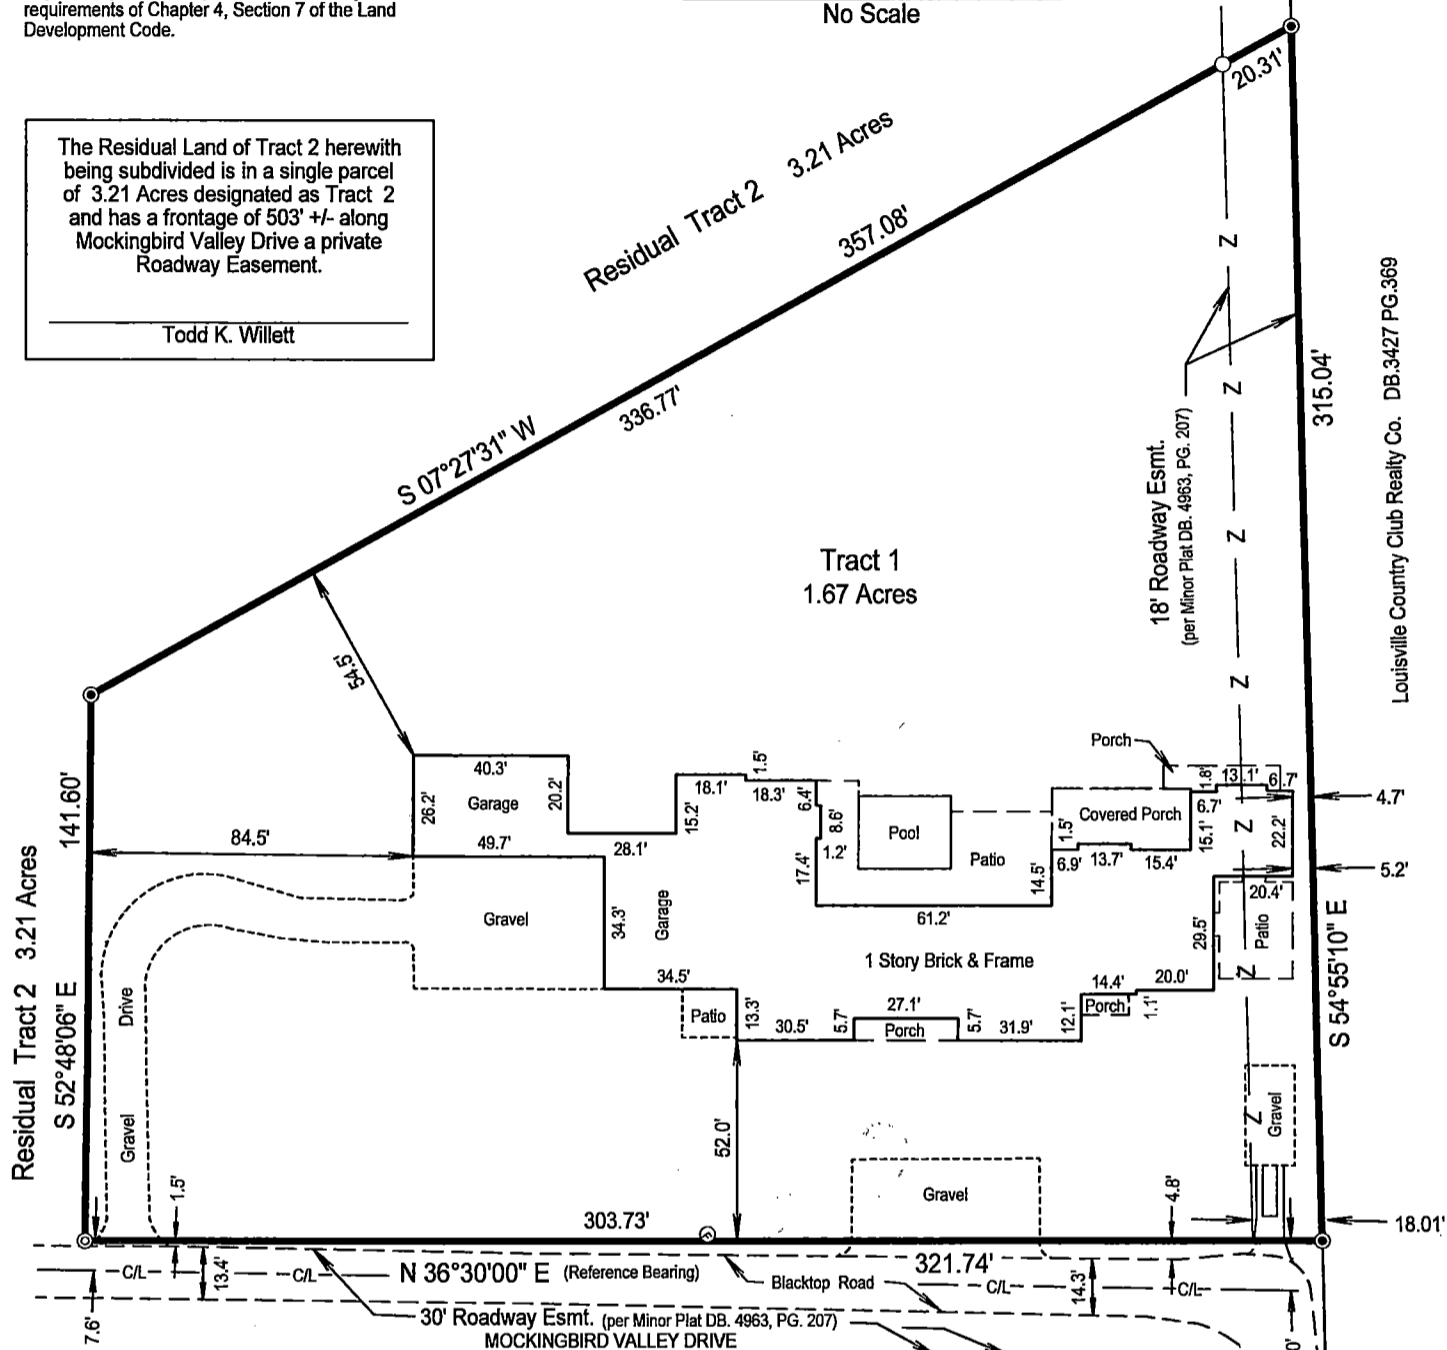 requirements of Chapter 4, Section 7 of the Land
Development Code.
No Scale
The Residual Land of Tract 2 herewith
being subdivided is in a single parcel
of 3.21 Acres designated as Tract 2
and has a frontage of 503' +/- along
Mockingbird Valley Drive a private
Roadway Easement.
Todd K. Willett
Residual Tract 2 3.21 Acres
20.31'
357.08'
336.77'
S 07°27'31" W
Z
Z
Z
Z
Z
Z
Z
315.04'
Louisville Country Club Realty Co. DB.3427 PG.369
18' Roadway Esmt.
(per Minor Plat DB. 4963, PG. 207)
Tract 1
1.67 Acres
54.5'
141.60'
84.5'
Residual Tract 2 3.21 Acres
S 52°48'06" E
40.3'
Garage
26.2'
20.2'
49.7'
28.1'
15.2'
18.1'
1.5'
18.3'
6.4'
8.6'
1.2'
17.4'
Pool
Patio
61.2'
14.5'
1.5'
6.9'
13.7'
15.4'
Covered Porch
Porch
1.8'
13.1'
6.7'
6.7'
15.1'
22.2'
4.7'
5.2'
20.4'
Patio
29.5'
Gravel
34.3'
Garage
34.5'
Patio
13.3'
30.5'
5.7'
27.1'
Porch
5.7'
31.9'
12.1'
14.4'
Porch
1.1'
20.0'
1 Story Brick & Frame
S 54°55'10" E
Gravel Drive
52.0'
Gravel
Gravel
1.5'
303.73'
4.8'
18.01'
321.74'
13.4'
C/L
C/L
N 36°30'00" E (Reference Bearing)
Blacktop Road
C/L
14.3'
C/L
7.6'
30' Roadway Esmt. (per Minor Plat DB. 4963, PG. 207)
MOCKINGBIRD VALLEY DRIVE